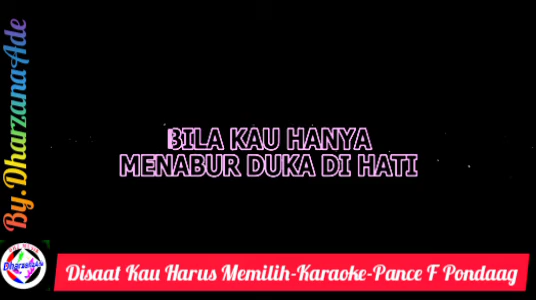 By.DharzanaAde
BILA KAU HANYA
MENABUR DUKA DI HATI
Disaat Kau Harus Memilih-Karaoke-Pance F Pondaag